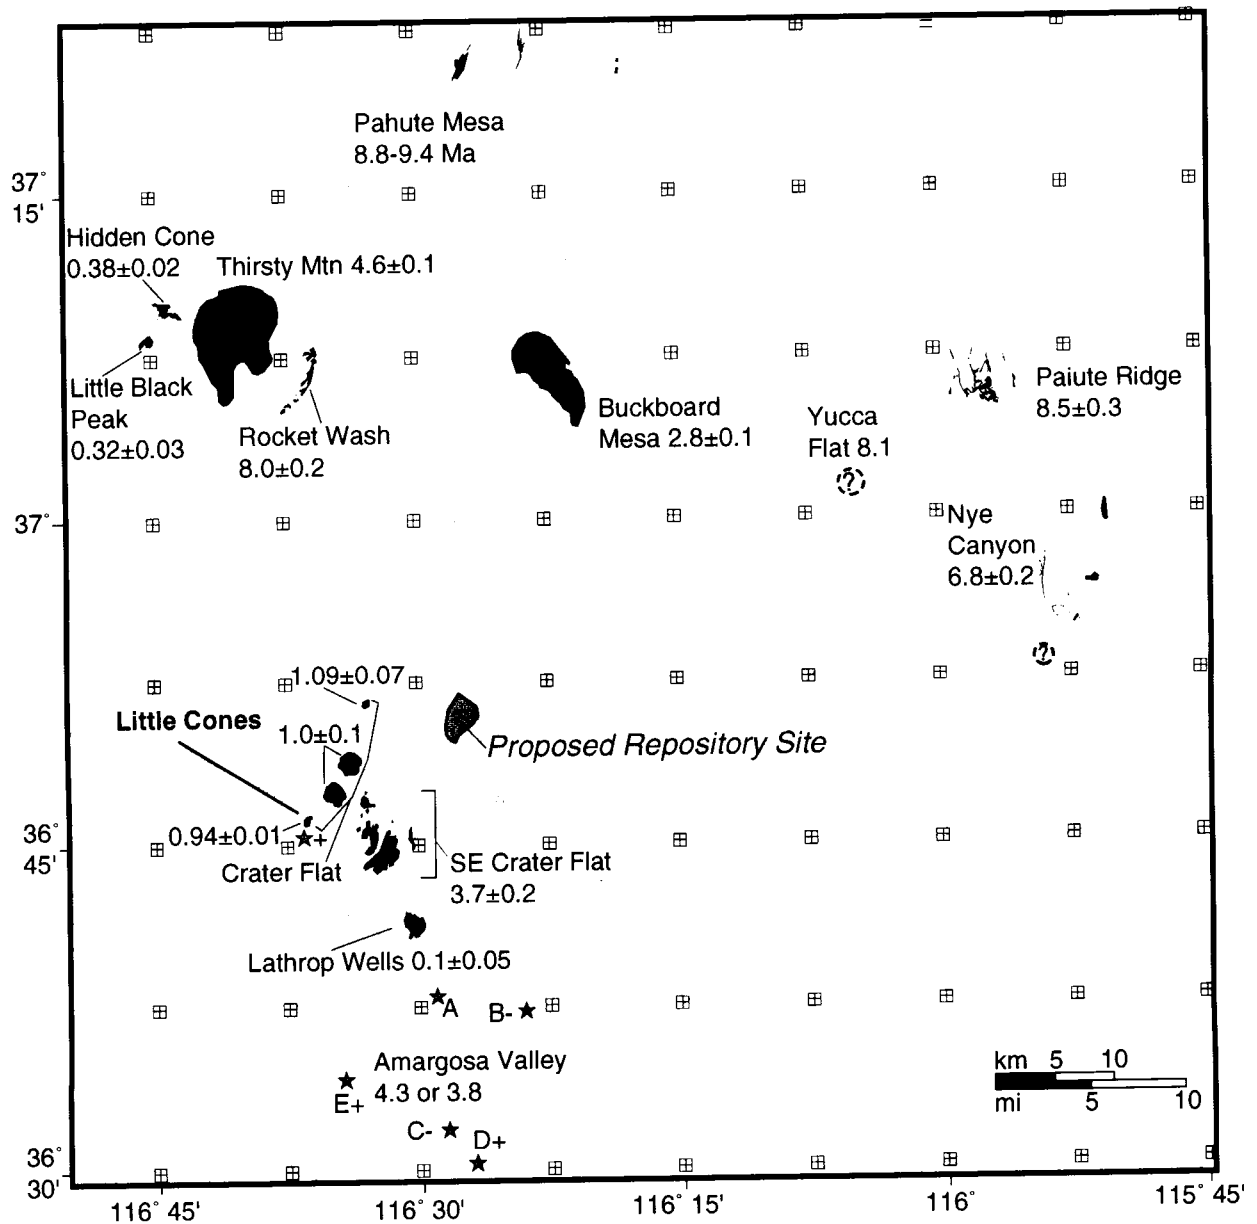 Pahute Mesa
8.8-9.4 Ma
37°
15'
Hidden Cone
0.38±0.02
Thirsty Mtn 4.6±0.1
Little Black
Peak
0.32±0.03
Rocket Wash
8.0±0.2
Buckboard
Mesa 2.8±0.1
Yucca
Flat 8.1
?
Paiute Ridge
8.5±0.3
37°
Nye
Canyon
6.8±0.2
?
1.09±0.07
Little Cones
1.0±0.1
Proposed Repository Site
0.94±0.01
+
+
36°
45'
Crater Flat
SE Crater Flat
3.7±0.2
Lathrop Wells 0.1±0.05
A
B-
Amargosa Valley
4.3 or 3.8
E+
C-
D+
km 5 10
mi 5 10
36°
30'
116° 45'
116° 30'
116° 15'
116°
115° 45'